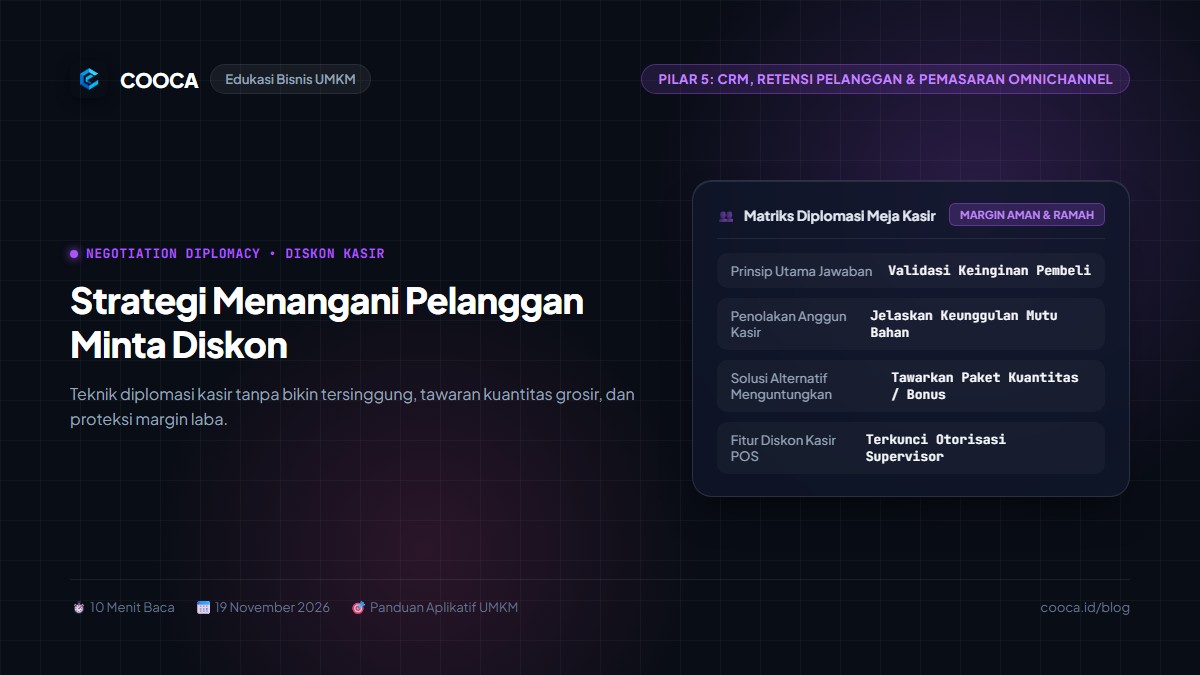 COOCA
Edukasi Bisnis UMKM
PILAR 5: CRM, RETENSI PELANGGAN & PEMASARAN OMNICHANNEL
NEGOTIATION DIPLOMACY • DISKON KASIR
Strategi Menangani Pelanggan
Minta Diskon
Teknik diplomasi kasir tanpa bikin tersinggung, tawaran kuantitas grosir, dan
proteksi margin laba.
Matriks Diplomasi Meja Kasir
MARGIN AMAN & RAMAH
Prinsip Utama Jawaban
Validasi Keinginan Pembeli
Penolakan Anggun
Kasir
Jelaskan Keunggulan Mutu
Bahan
Solusi Alternatif
Menguntungkan
Tawarkan Paket Kuantitas
/ Bonus
Fitur Diskon Kasir
POS
Terkunci Otorisasi
Supervisor
10 Menit Baca
19 November 2026
Panduan Aplikatif UMKM
cooca.id/blog